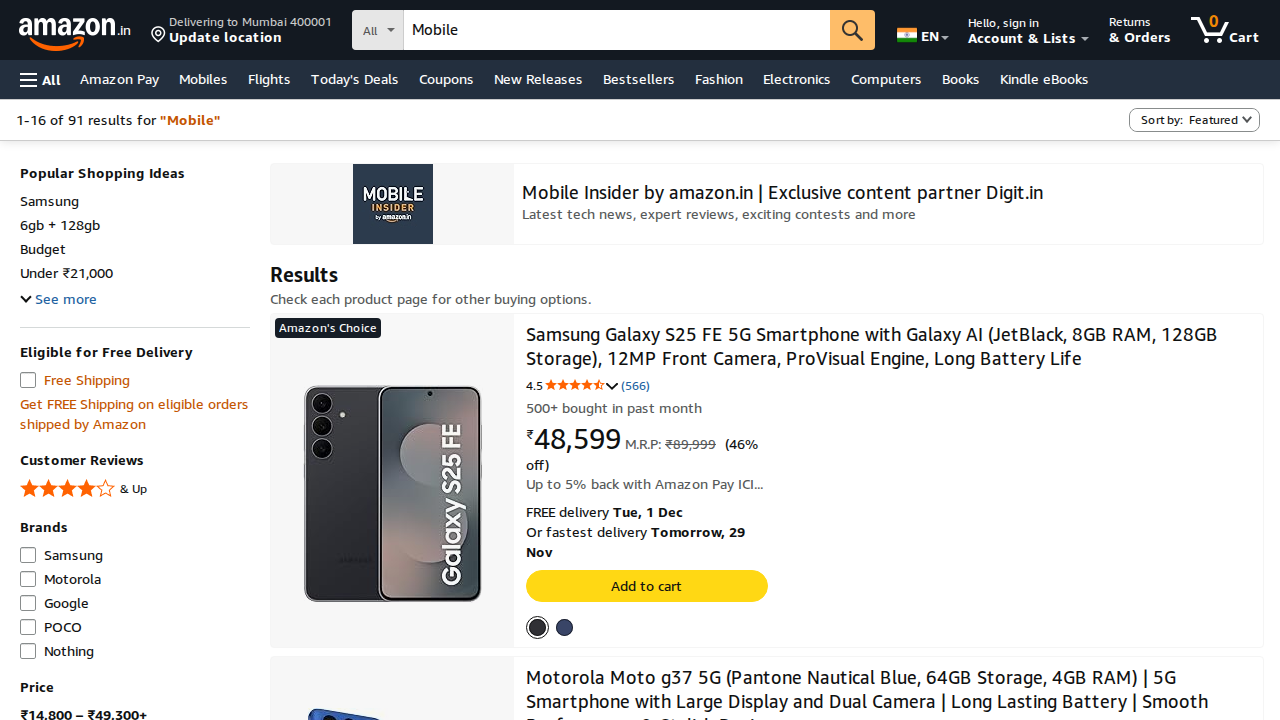 amazon.in
Delivering to Mumbai 400001
Update location
All
Mobile
EN
Hello, sign in
Account & Lists
Returns
& Orders
0
Cart
All
Amazon Pay
Mobiles
Flights
Today's Deals
Coupons
New Releases
Bestsellers
Fashion
Electronics
Computers
Books
Kindle eBooks
1-16 of 91 results for "Mobile"
Sort by: Featured
Popular Shopping Ideas
Samsung
6gb + 128gb
Budget
Under ₹21,000
See more
Eligible for Free Delivery
Free Shipping
Get FREE Shipping on eligible orders
shipped by Amazon
Customer Reviews
& Up
Brands
Samsung
Motorola
Google
POCO
Nothing
Price
₹14,800 – ₹49,300+
MOBILE
INSIDER
by amazon.in
Mobile Insider by amazon.in | Exclusive content partner Digit.in
Latest tech news, expert reviews, exciting contests and more
Results
Check each product page for other buying options.
Amazon's Choice
Galaxy S25 FE
Samsung Galaxy S25 FE 5G Smartphone with Galaxy AI (JetBlack, 8GB RAM, 128GB
Storage), 12MP Front Camera, ProVisual Engine, Long Battery Life
4.5 (566)
500+ bought in past month
₹48,599 M.R.P: ₹89,999 (46%
off)
Up to 5% back with Amazon Pay ICI…
FREE delivery Tue, 1 Dec
Or fastest delivery Tomorrow, 29
Nov
Add to cart
Motorola Moto g37 5G (Pantone Nautical Blue, 64GB Storage, 4GB RAM) | 5G
Smartphone with Large Display and Dual Camera | Long Lasting Battery | Smooth